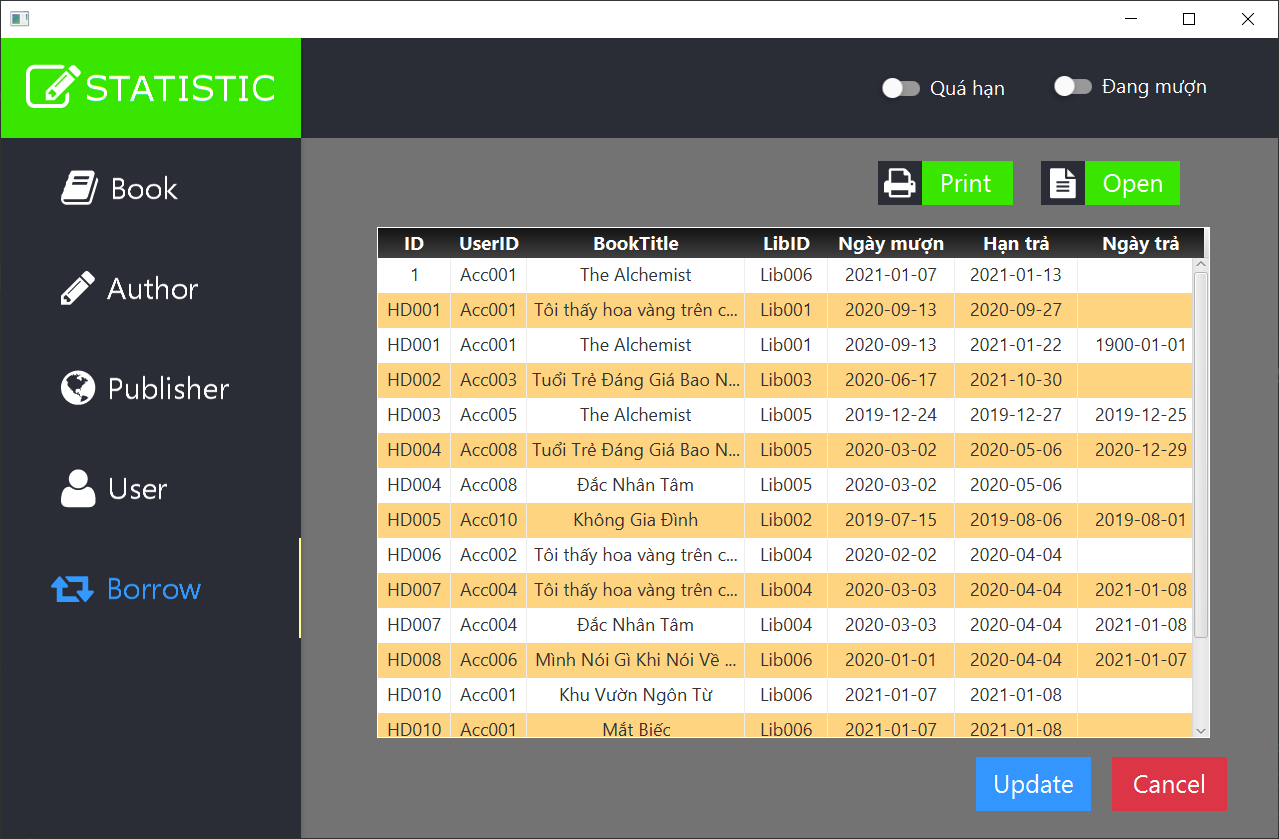 STATISTIC
Quá hạn
Đang mượn
Book
Author
Publisher
User
Borrow
Print
Open
ID UserID BookTitle LibID Ngày mượn Hạn trả Ngày trả
1 Acc001 The Alchemist Lib006 2021-01-07 2021-01-13
HD001 Acc001 Tôi thấy hoa vàng trên c... Lib001 2020-09-13 2020-09-27
HD001 Acc001 The Alchemist Lib001 2020-09-13 2021-01-22 1900-01-01
HD002 Acc003 Tuổi Trẻ Đáng Giá Bao N... Lib003 2020-06-17 2021-10-30
HD003 Acc005 The Alchemist Lib005 2019-12-24 2019-12-27 2019-12-25
HD004 Acc008 Tuổi Trẻ Đáng Giá Bao N... Lib005 2020-03-02 2020-05-06 2020-12-29
HD004 Acc008 Đắc Nhân Tâm Lib005 2020-03-02 2020-05-06
HD005 Acc010 Không Gia Đình Lib002 2019-07-15 2019-08-06 2019-08-01
HD006 Acc002 Tôi thấy hoa vàng trên c... Lib004 2020-02-02 2020-04-04
HD007 Acc004 Tôi thấy hoa vàng trên c... Lib004 2020-03-03 2020-04-04 2021-01-08
HD007 Acc004 Đắc Nhân Tâm Lib004 2020-03-03 2020-04-04 2021-01-08
HD008 Acc006 Mình Nói Gì Khi Nói Về ... Lib006 2020-01-01 2020-04-04 2021-01-07
HD010 Acc001 Khu Vườn Ngôn Từ Lib006 2021-01-07 2021-01-08
HD010 Acc001 Mắt Biếc Lib006 2021-01-07 2021-01-08
Update
Cancel